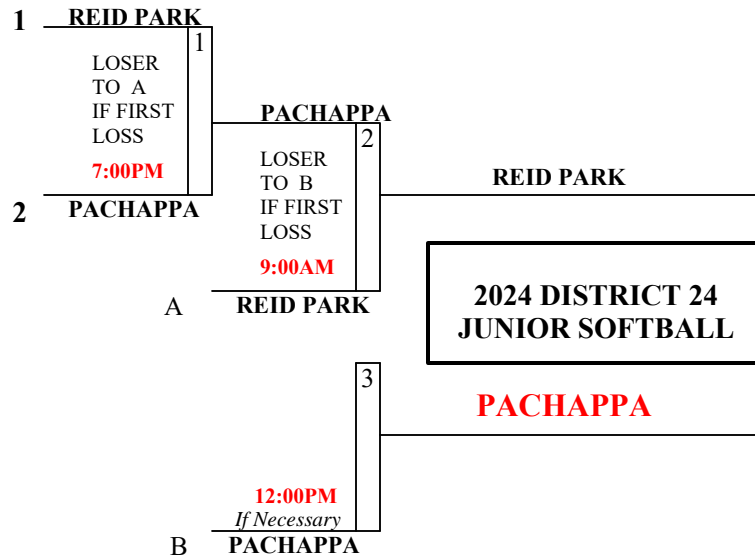 1 REID PARK
1
LOSER
TO A
IF FIRST
LOSS
7:00PM
2 PACHAPPA
PACHAPPA
2
LOSER
TO B
IF FIRST
LOSS
9:00AM
A REID PARK
REID PARK
2024 DISTRICT 24
JUNIOR SOFTBALL
3
PACHAPPA
12:00PM
If Necessary
B PACHAPPA